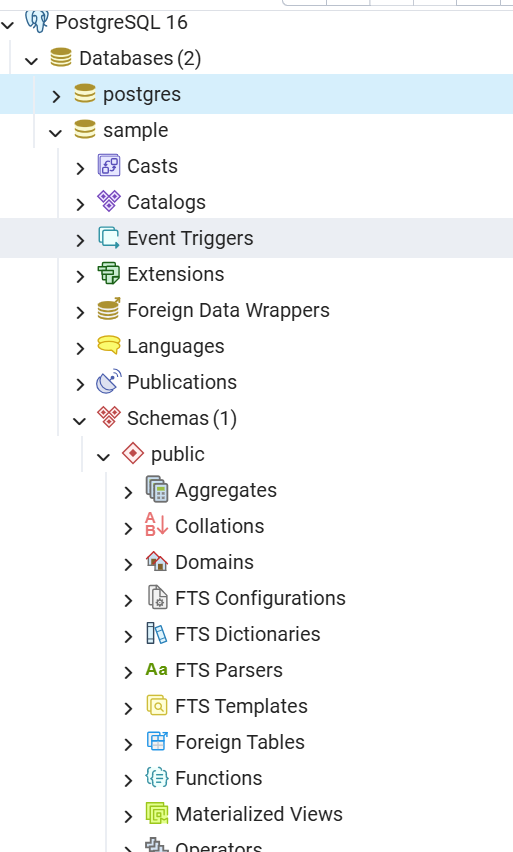 PostgreSQL 16
Databases (2)
postgres
sample
Casts
Catalogs
Event Triggers
Extensions
Foreign Data Wrappers
Languages
Publications
Schemas (1)
public
Aggregates
Collations
Domains
FTS Configurations
FTS Dictionaries
Aa FTS Parsers
FTS Templates
Foreign Tables
Functions
Materialized Views
Operators